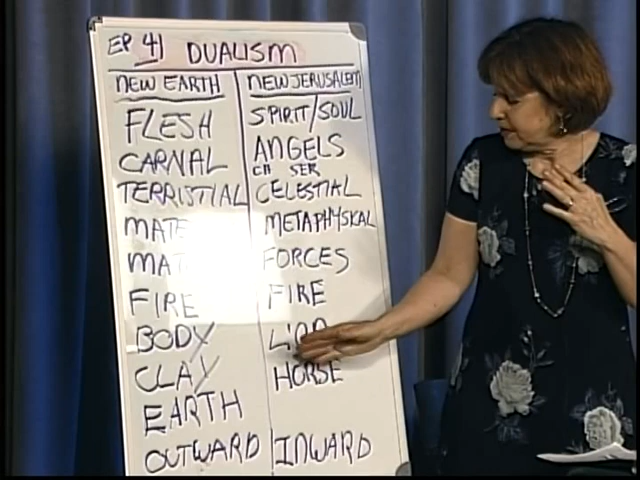 EP 41 DUALISM
NEW EARTH NEW JERUSALEM
FLESH SPIRIT/SOUL
CARNAL ANGELS
CH SER
TERRISTIAL CELESTIAL
METAPHYSKAL
FORCES
FIRE FIRE
BODY
CLAY HORSE
EARTH
OUTWARD INWARD